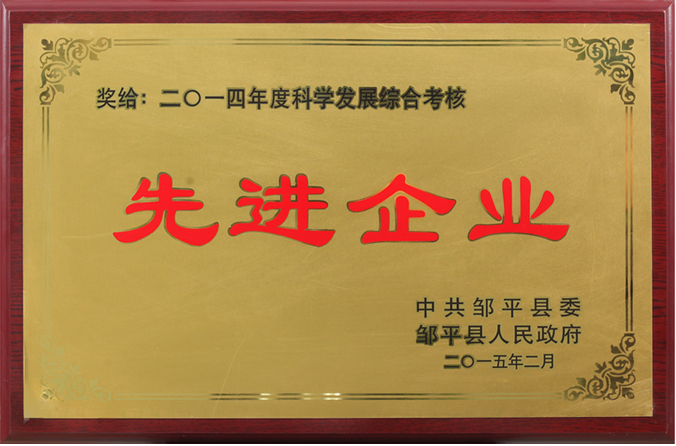 奖给：二〇一四年度科学发展综合考核
先进企业
中共邹平县委
邹平县人民政府
二〇一五年二月